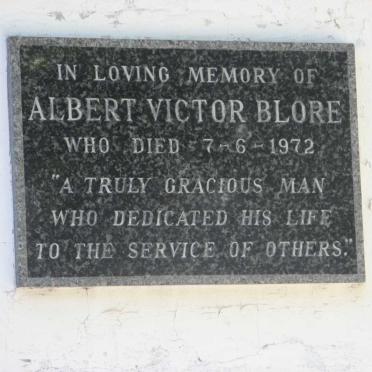 IN LOVING MEMORY OF
ALBERT VICTOR BLORE
WHO DIED 7-6-1972
"A TRULY GRACIOUS MAN
WHO DEDICATED HIS LIFE
TO THE SERVICE OF OTHERS."